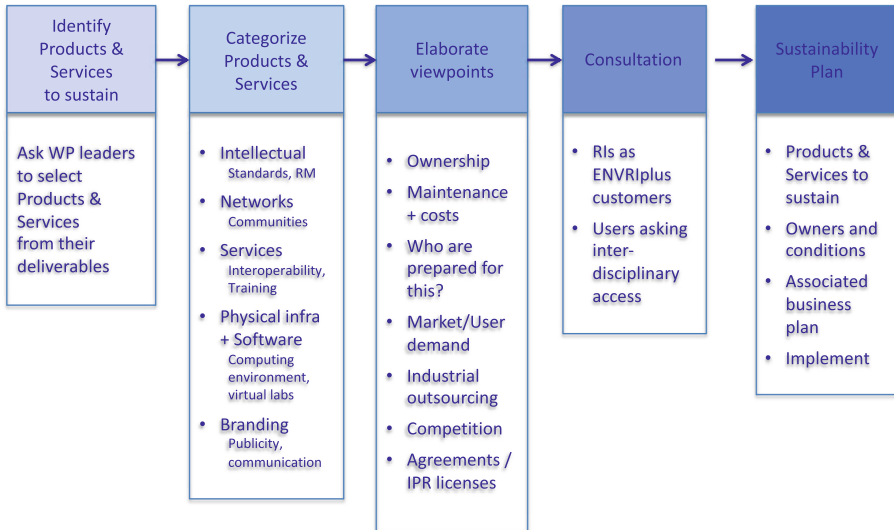 Identify
Products &
Services
to sustain
Ask WP leaders
to select
Products &
Services
from their
deliverables
Categorize
Products &
Services
• Intellectual
Standards, RM
• Networks
Communities
• Services
Interoperability,
Training
• Physical infra
+ Software
Computing
environment,
virtual labs
• Branding
Publicity,
communication
Elaborate
viewpoints
• Ownership
• Maintenance
+ costs
• Who are
prepared for
this?
• Market/User
demand
• Industrial
outsourcing
• Competition
• Agreements /
IPR licenses
Consultation
• RIs as
ENVRIplus
customers
• Users asking
inter-
disciplinary
access
Sustainability
Plan
• Products &
Services to
sustain
• Owners and
conditions
• Associated
business
plan
• Implement